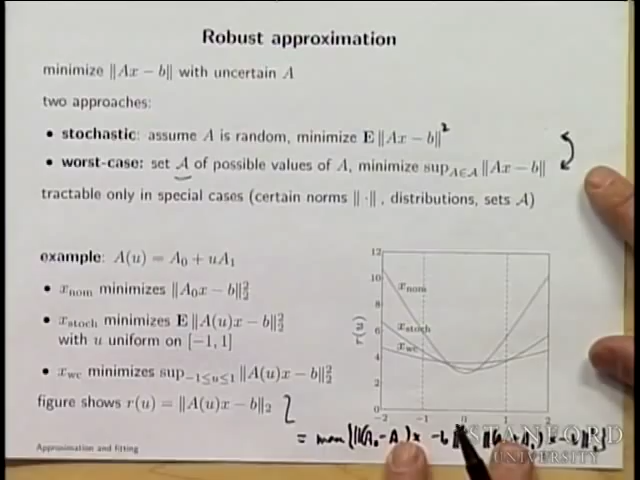 Robust approximation
minimize ‖Ax − b‖ with uncertain A
two approaches:
• stochastic: assume A is random, minimize E ‖Ax − b‖²
• worst-case: set 𝒜 of possible values of A, minimize sup_{A∈𝒜} ‖Ax − b‖
tractable only in special cases (certain norms ‖ · ‖, distributions, sets 𝒜)
example: A(u) = A₀ + uA₁
• x_nom minimizes ‖A₀x − b‖₂²
• x_stoch minimizes E ‖A(u)x − b‖₂²
with u uniform on [−1, 1]
• x_wc minimizes sup_{−1≤u≤1} ‖A(u)x − b‖₂²
figure shows r(u) = ‖A(u)x − b‖₂
12
10
8
6
4
2
0
r(u)
x_nom
x_stoch
x_wc
−2 −1 0 1 2
= max {‖(A₀ − A₁)x − b‖
STANFORD
UNIVERSITY
Approximation and fitting